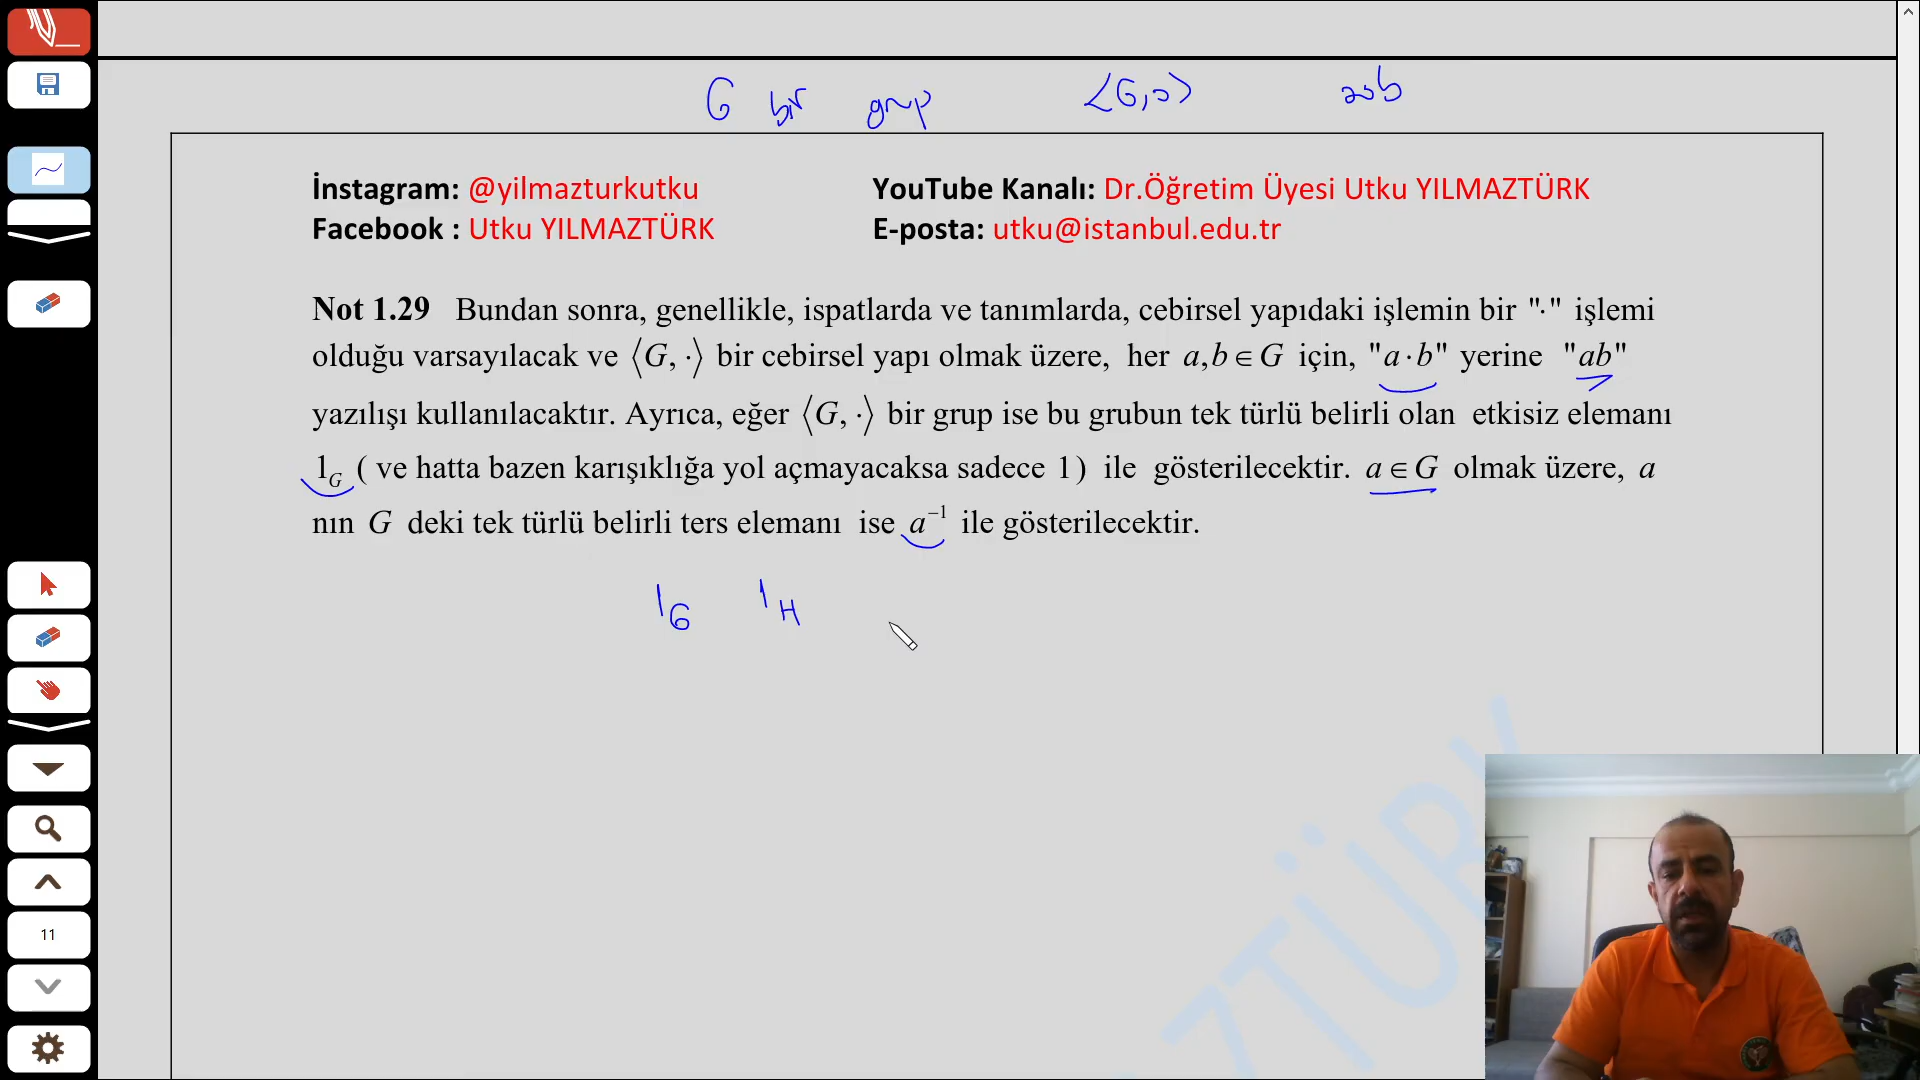 G bir grup ⟨G,∘⟩ a∘b
İnstagram: @yilmazturkutku YouTube Kanalı: Dr.Öğretim Üyesi Utku YILMAZTÜRK
Facebook : Utku YILMAZTÜRK E-posta: utku@istanbul.edu.tr
Not 1.29 Bundan sonra, genellikle, ispatlarda ve tanımlarda, cebirsel yapıdaki işlemin bir "·" işlemi
olduğu varsayılacak ve ⟨G, ·⟩ bir cebirsel yapı olmak üzere, her a,b ∈ G için, "a · b" yerine "ab"
yazılışı kullanılacaktır. Ayrıca, eğer ⟨G, ·⟩ bir grup ise bu grubun tek türlü belirli olan etkisiz elemanı
1_G ( ve hatta bazen karışıklığa yol açmayacaksa sadece 1) ile gösterilecektir. a ∈ G olmak üzere, a
nın G deki tek türlü belirli ters elemanı ise a⁻¹ ile gösterilecektir.
1_G 1_H
ZTÜRK
11